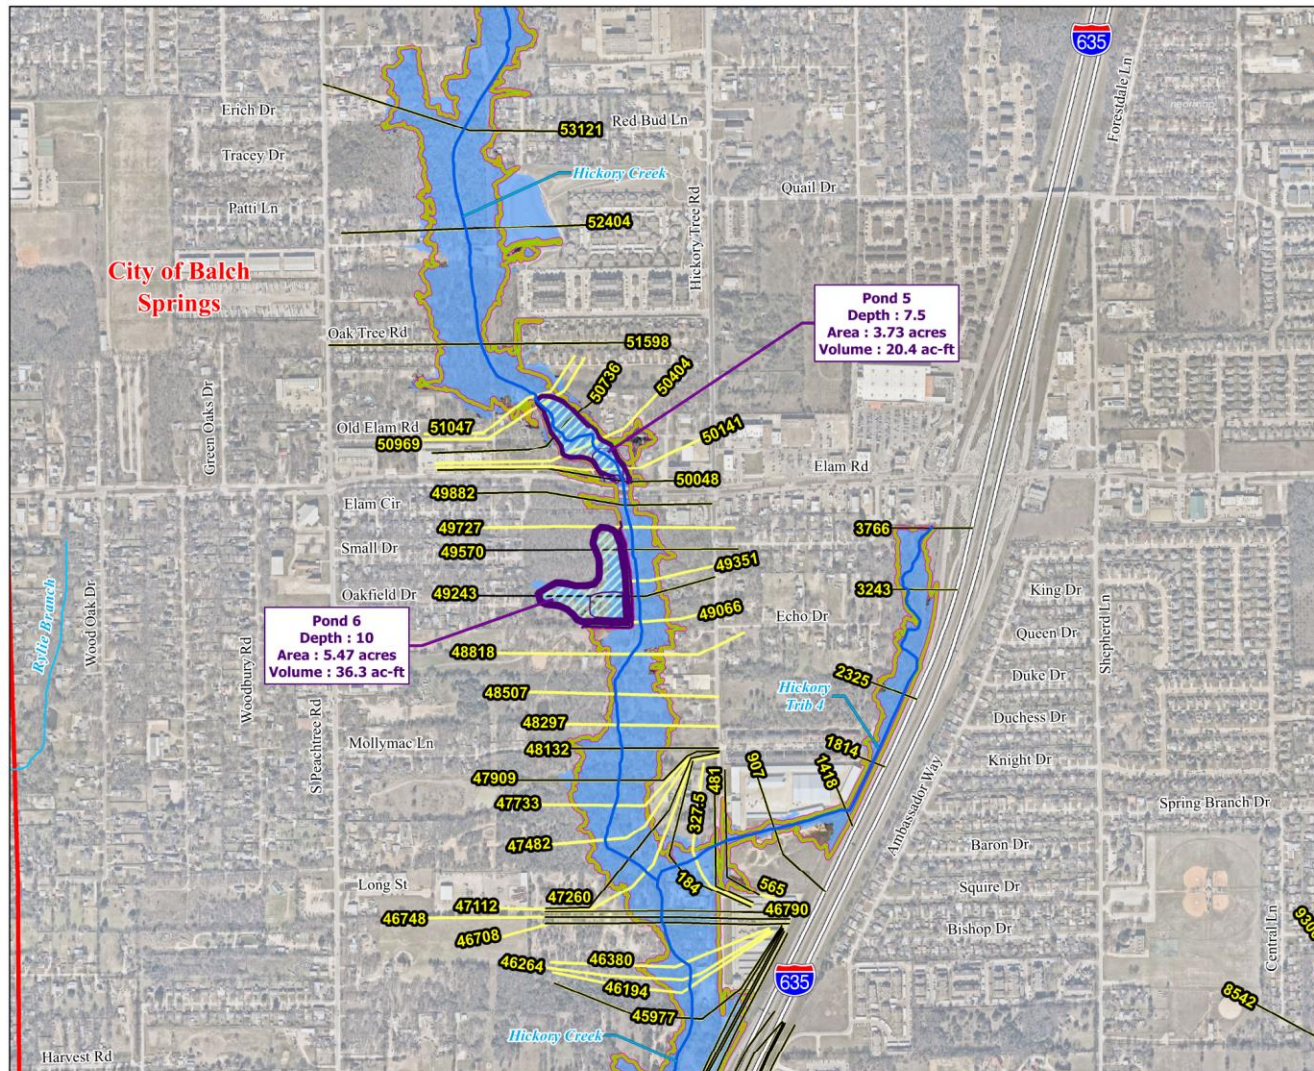 635
Forestdale Ln
Erich Dr
53121
Red Bud Ln
Tracey Dr
Hickory Creek
Quail Dr
Patti Ln
52404
Hickory Tree Rd
City of Balch
Springs
Pond 5
Depth : 7.5
Area : 3.73 acres
Volume : 20.4 ac-ft
Oak Tree Rd
51598
50736
50404
Green Oaks Dr
Old Elam Rd
51047
50969
50141
Elam Rd
50048
49882
Elam Cir
49727
3766
Small Dr
49570
49351
Rylie Branch
Wood Oak Dr
Oakfield Dr
49243
3243
King Dr
Shepherd Ln
Pond 6
Depth : 10
Area : 5.47 acres
Volume : 36.3 ac-ft
49066
Echo Dr
Queen Dr
48818
Woodbury Rd
Duke Dr
2325
48507
Hickory
Trib 4
S Peachtree Rd
Duchess Dr
48297
Mollymac Ln
48132
1814
Knight Dr
907
1418
47909
481
47733
327.5
Ambassador Way
Spring Branch Dr
47482
Baron Dr
Long St
184
565
Squire Dr
47260
47112
46790
46748
46708
Bishop Dr
Central Ln
46380
46264
46194
635
8542
45977
Hickory Creek
Harvest Rd